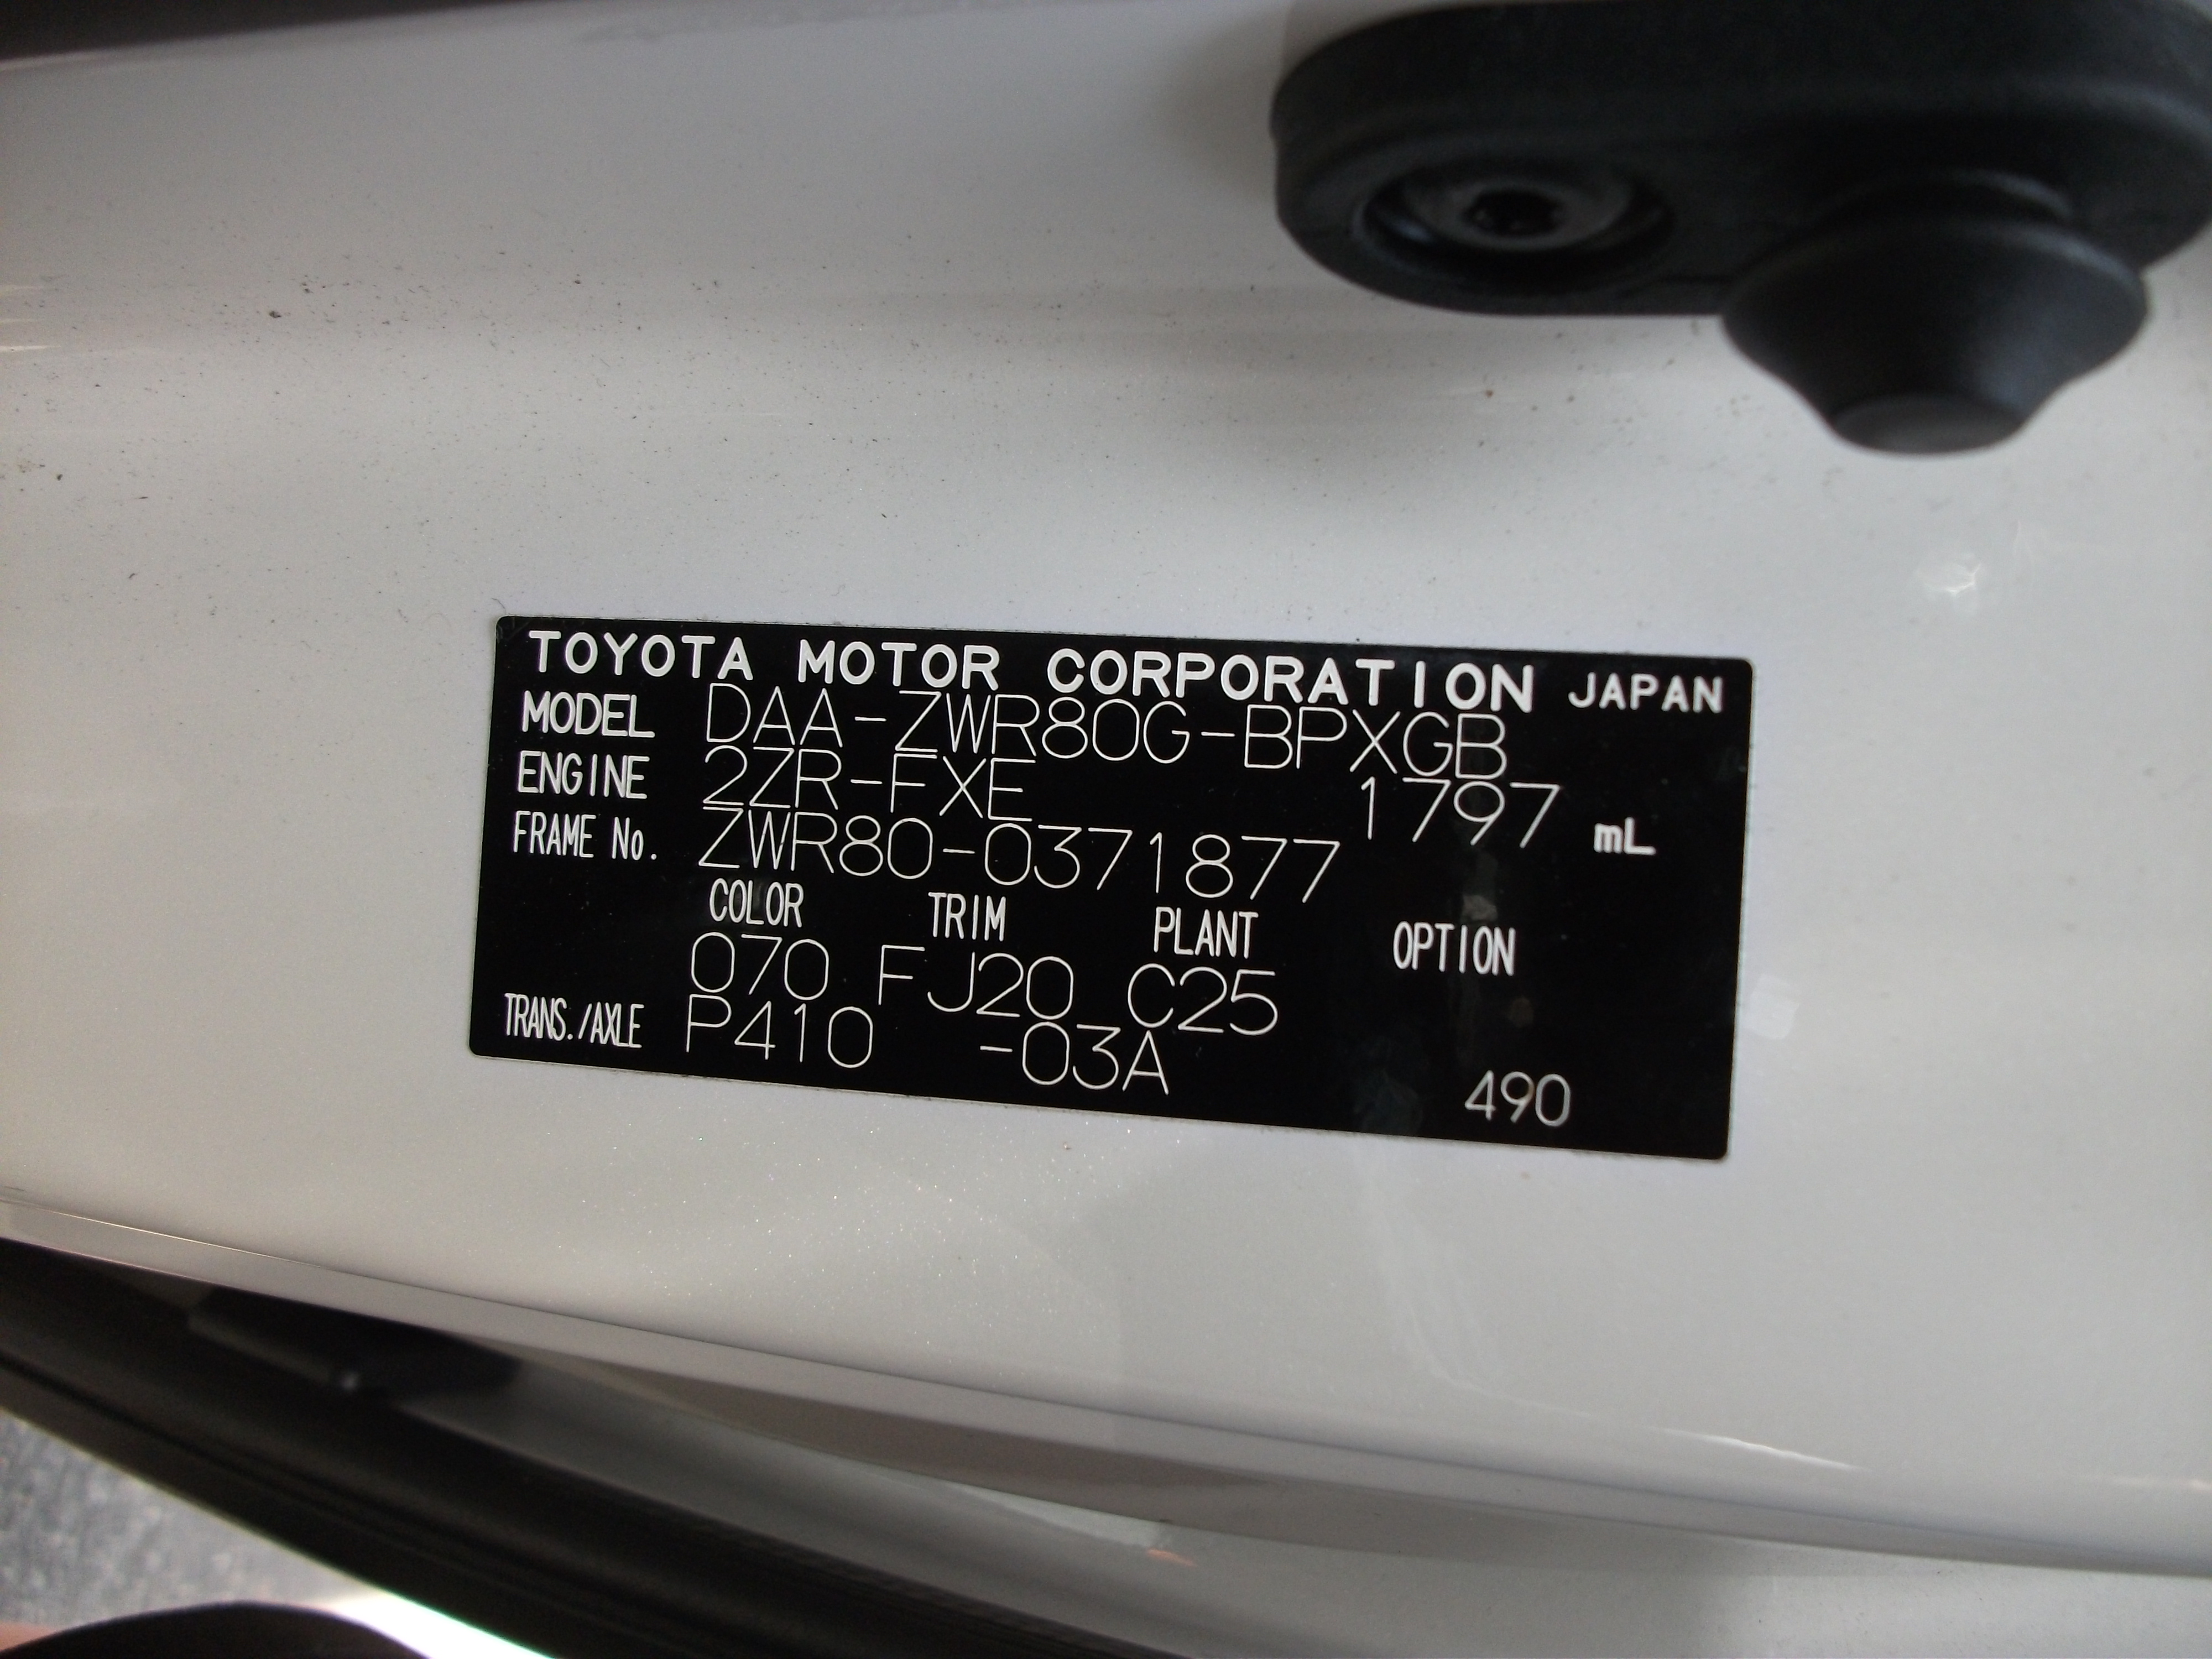 TOYOTA MOTOR CORPORATION JAPAN
MODEL DAA-ZWR80G-BPXGB
ENGINE 2ZR-FXE 1797 mL
FRAME No. ZWR80-0371877
COLOR TRIM PLANT OPTION
070 FJ20 C25
TRANS./AXLE P410 -03A 490